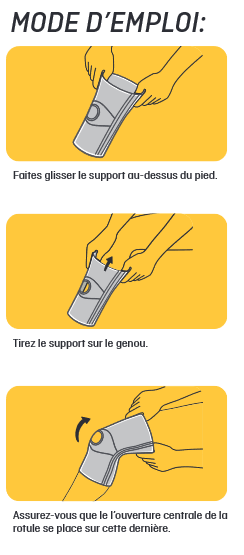 MODE D'EMPLOI:
Faites glisser le support au-dessus du pied.
Tirez le support sur le genou.
Assurez-vous que le l'ouverture centrale de la
rotule se place sur cette dernière.